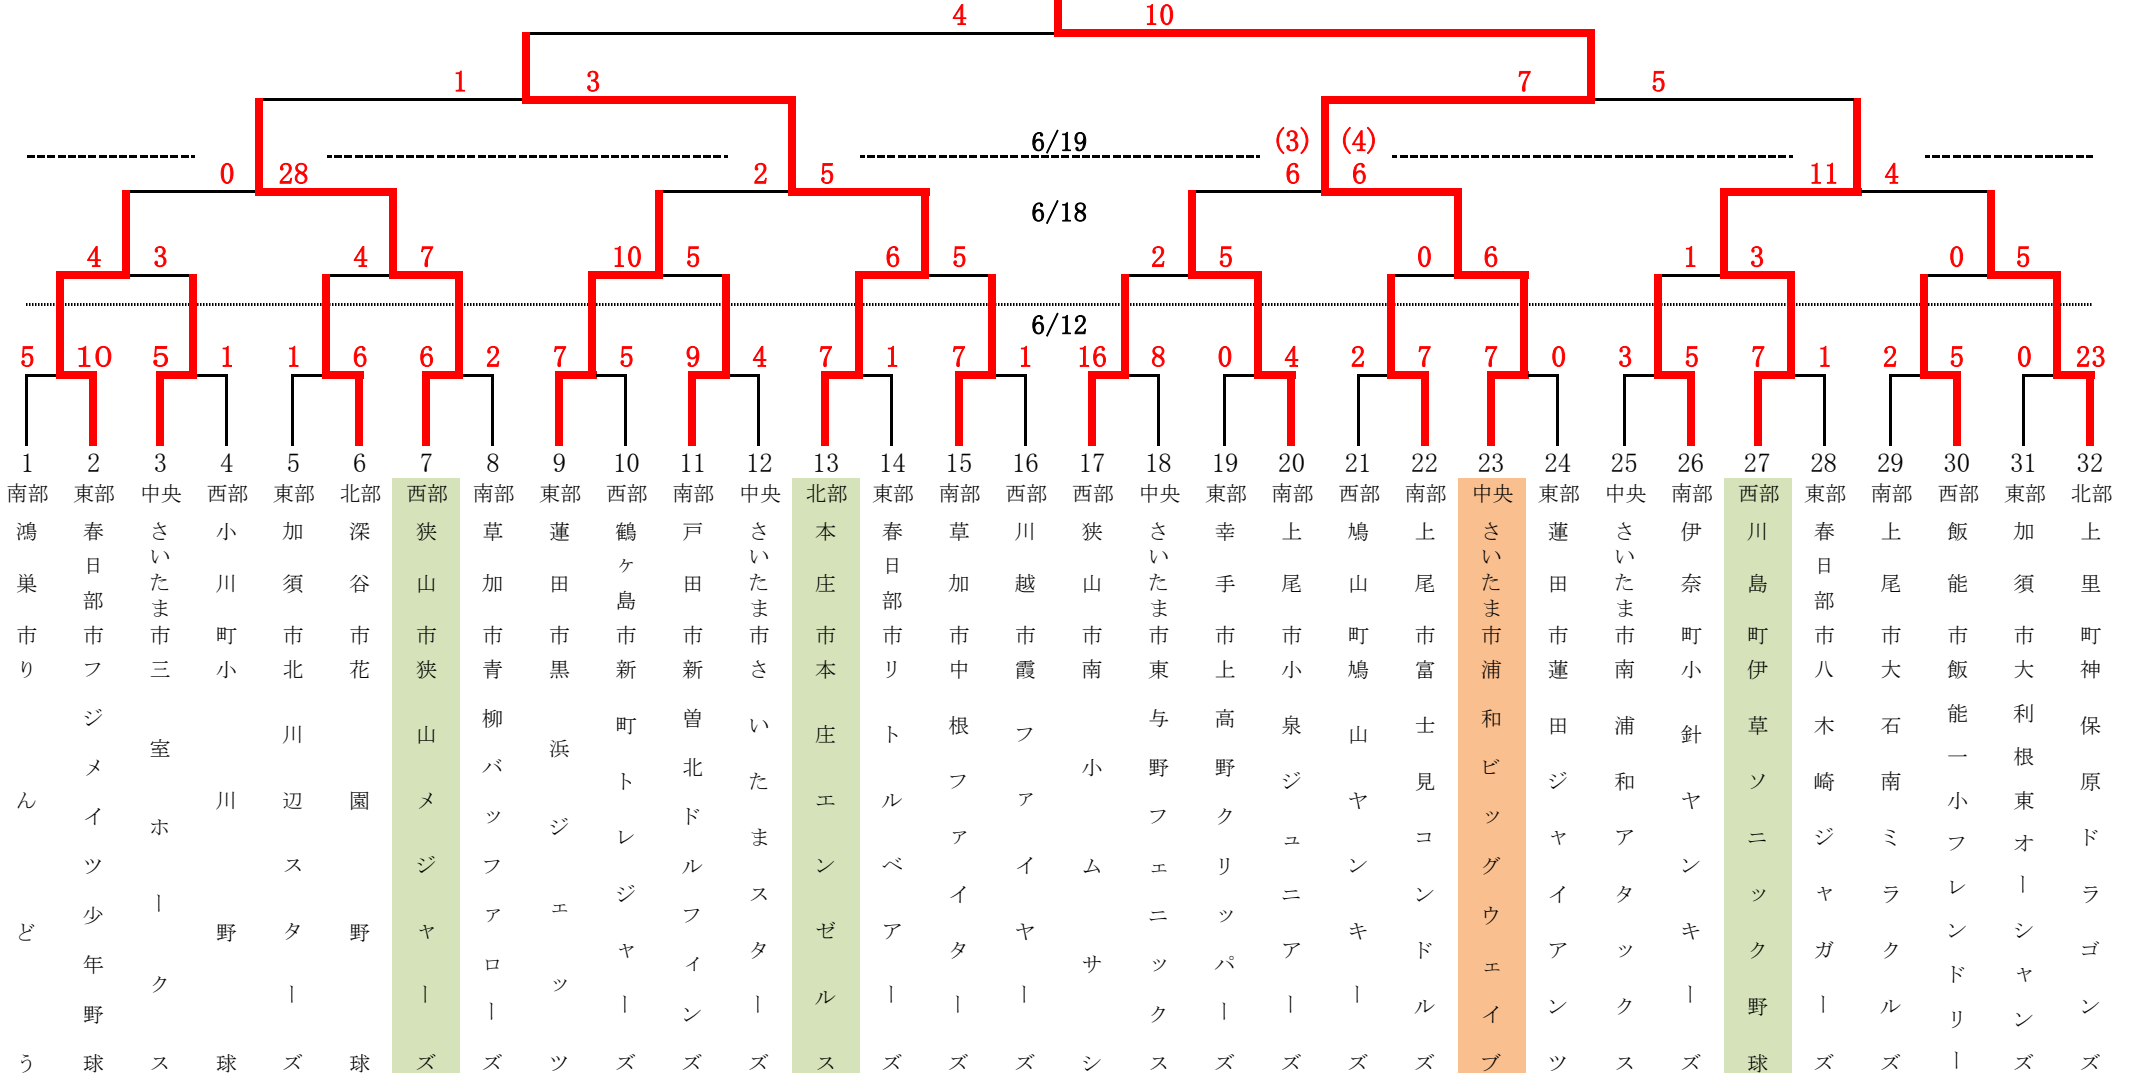 4 10
1 3 7 5
6/19 (3) (4)
0 28 2 5 6 6 11 4
6/18
4 3 4 7 10 5 6 5 2 5 0 6 1 3 0 5
6/12
5 10 5 1 1 6 6 2 7 5 9 4 7 1 7 1 16 8 0 4 2 7 7 0 3 5 7 1 2 5 0 23
1 2 3 4 5 6 7 8 9 10 11 12 13 14 15 16 17 18 19 20 21 22 23 24 25 26 27 28 29 30 31 32
南部 東部 中央 西部 東部 北部 西部 南部 東部 西部 南部 中央 北部 東部 南部 西部 西部 中央 東部 南部 西部 南部 中央 東部 中央 南部 西部 東部 南部 西部 東部 北部
鴻巣市 りんどう
春日部市 フジメイツ少年野球
さいたま市 三室ホークス
小川町 小川野球
加須市 北川辺スターズ
深谷市 花園野球
狭山市 狭山メジャーズ
草加市 青柳バッファローズ
蓮田市 黒浜ジェッツ
鶴ヶ島市 新町トレジャーズ
戸田市 新曽北ドルフィンズ
さいたま市 さいたまスターズ
本庄市 本庄エンゼルス
春日部市 リトルベアーズ
草加市 中根ファイターズ
川越市 霞ファイヤーズ
狭山市 南小ムサシ
さいたま市 東与野フェニックス
幸手市 上高野クリッパーズ
上尾市 小泉ジュニアーズ
鳩山町 鳩山ヤンキーズ
上尾市 富士見コンドルズ
さいたま市 浦和ビッグウェイブ
蓮田市 蓮田ジャイアンツ
さいたま市 南浦和アタックス
伊奈町 小針ヤンキーズ
川島町 伊草ソニック野球
春日部市 八木崎ジャガーズ
上尾市 大石南ミラクルズ
飯能市 飯能一小フレンドリー
加須市 大利根東オーシャンズ
上里町 神保原ドラゴンズ